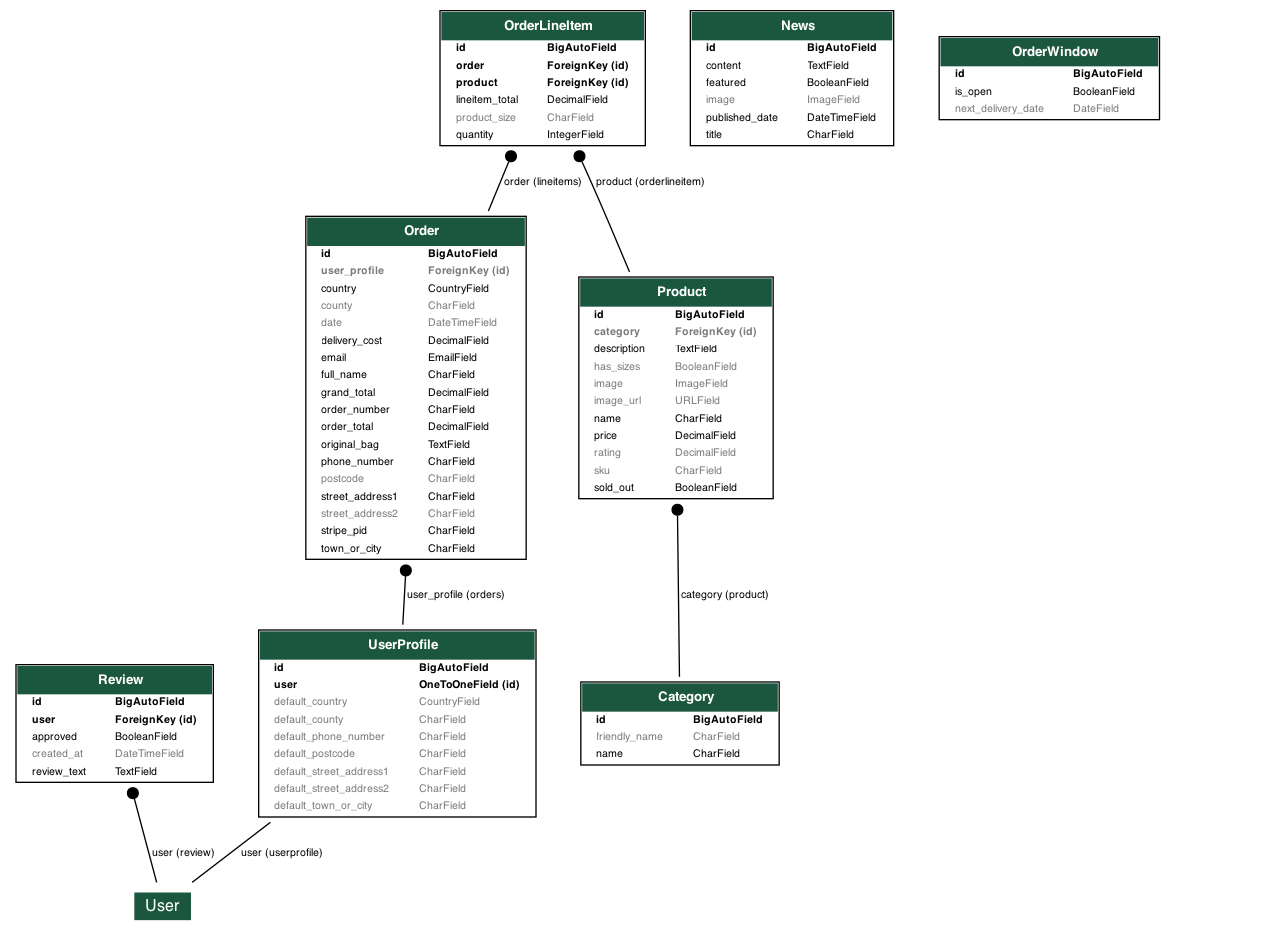 OrderLineItem
id BigAutoField
order ForeignKey (id)
product ForeignKey (id)
lineitem_total DecimalField
product_size CharField
quantity IntegerField
News
id BigAutoField
content TextField
featured BooleanField
image ImageField
published_date DateTimeField
title CharField
OrderWindow
id BigAutoField
is_open BooleanField
next_delivery_date DateField
order (lineitems)
product (orderlineitem)
Order
id BigAutoField
user_profile ForeignKey (id)
country CountryField
county CharField
date DateTimeField
delivery_cost DecimalField
email EmailField
full_name CharField
grand_total DecimalField
order_number CharField
order_total DecimalField
original_bag TextField
phone_number CharField
postcode CharField
street_address1 CharField
street_address2 CharField
stripe_pid CharField
town_or_city CharField
Product
id BigAutoField
category ForeignKey (id)
description TextField
has_sizes BooleanField
image ImageField
image_url URLField
name CharField
price DecimalField
rating DecimalField
sku CharField
sold_out BooleanField
user_profile (orders)
category (product)
Review
id BigAutoField
user ForeignKey (id)
approved BooleanField
created_at DateTimeField
review_text TextField
UserProfile
id BigAutoField
user OneToOneField (id)
default_country CountryField
default_county CharField
default_phone_number CharField
default_postcode CharField
default_street_address1 CharField
default_street_address2 CharField
default_town_or_city CharField
Category
id BigAutoField
friendly_name CharField
name CharField
user (review)
user (userprofile)
User